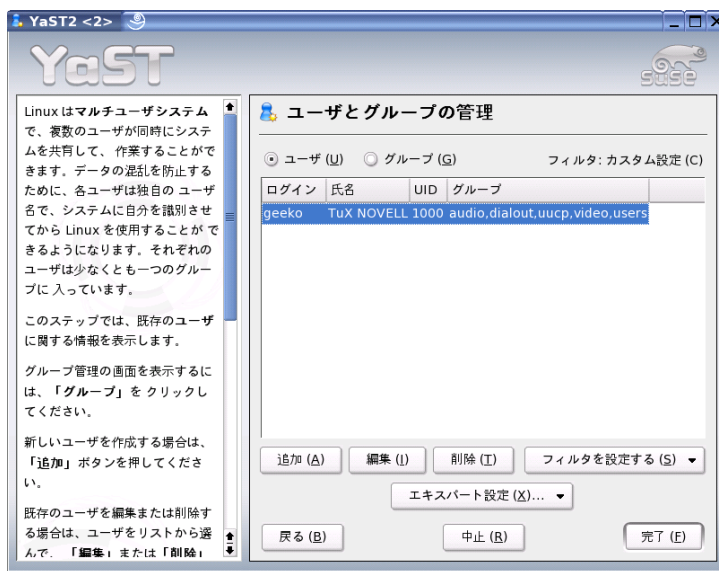 YaST2 <2>
YaST
SUSE
Linux はマルチユーザシステム
で、複数のユーザが同時にシステ
ムを共有して、 作業することがで
きます。データの混乱を防止する
ために、各ユーザは独自の ユーザ
名で、システムに自分を識別させ
てから Linux を使用することが で
きるようになります。それぞれの
ユーザは少なくとも一つのグルー
プに 入っています。
このステップでは、既存のユーザ
に関する情報を表示します。
グループ管理の画面を表示するに
は、「グループ」を クリックし
てください。
新しいユーザを作成する場合は、
「追加」ボタンを押してくださ
い。
既存のユーザを編集または削除す
る場合は、ユーザをリストから選
んで、 「編集」または「削除」
ユーザとグループの管理
ユーザ (U) グループ (G) フィルタ: カスタム設定 (C)
ログイン 氏名 UID グループ
geeko TuX NOVELL 1000 audio,dialout,uucp,video,users
追加 (A) 編集 (I) 削除 (T) フィルタを設定する (S)
エキスパート設定 (X)...
戻る (B) 中止 (R) 完了 (F)